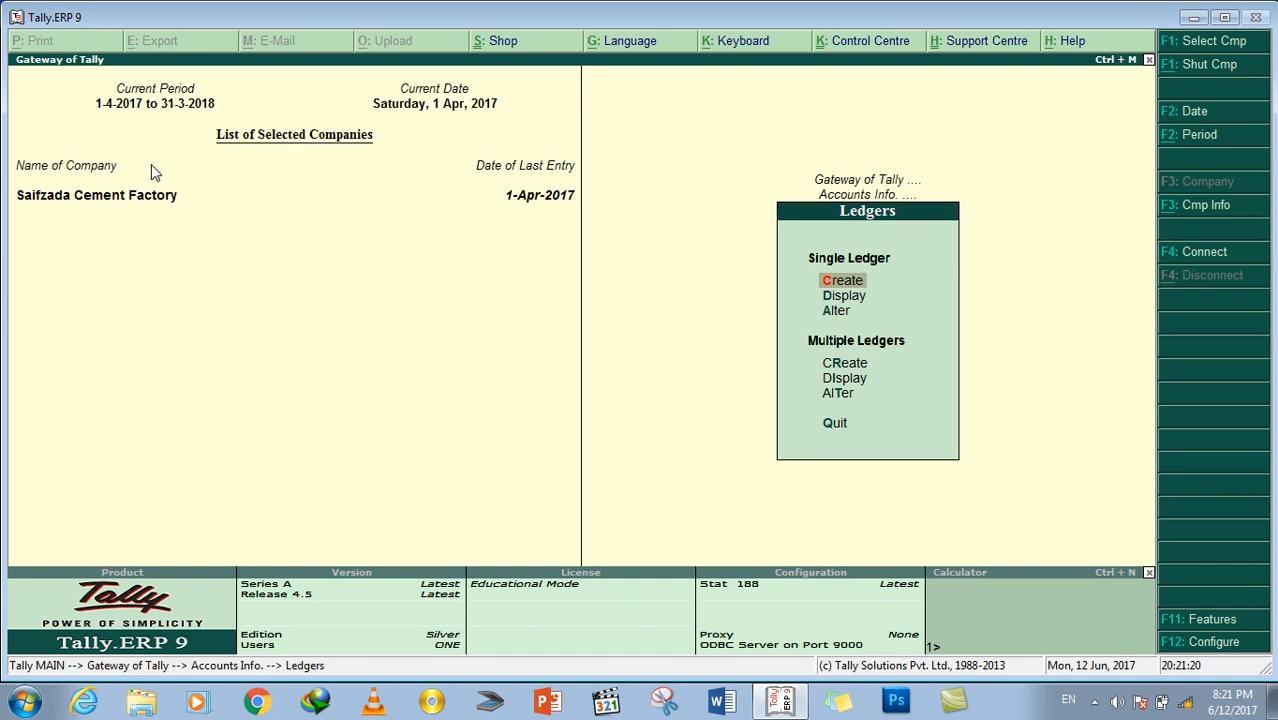 Tally.ERP 9
P: Print E: Export M: E-Mail O: Upload S: Shop G: Language K: Keyboard K: Control Centre H: Support Centre H: Help
Gateway of Tally Ctrl + M
Current Period Current Date
1-4-2017 to 31-3-2018 Saturday, 1 Apr, 2017
List of Selected Companies
Name of Company Date of Last Entry
Saifzada Cement Factory 1-Apr-2017
Gateway of Tally ....
Accounts Info. ....
Ledgers
Single Ledger
Create
Display
Alter
Multiple Ledgers
CReate
DIsplay
AlTer
Quit
F1: Select Cmp
F1: Shut Cmp
F2: Date
F2: Period
F3: Company
F3: Cmp Info
F4: Connect
F4: Disconnect
F11: Features
F12: Configure
Product Version License Configuration Calculator Ctrl + N
Tally
POWER OF SIMPLICITY
Tally.ERP 9
Series A Latest
Release 4.5 Latest
Edition Silver
Users ONE
Educational Mode
Stat 188 Latest
Proxy None
ODBC Server on Port 9000
1>
Tally MAIN --> Gateway of Tally --> Accounts Info. --> Ledgers (c) Tally Solutions Pvt. Ltd., 1988-2013 Mon, 12 Jun, 2017 20:21:20
321
Ps
EN
8:21 PM
6/12/2017